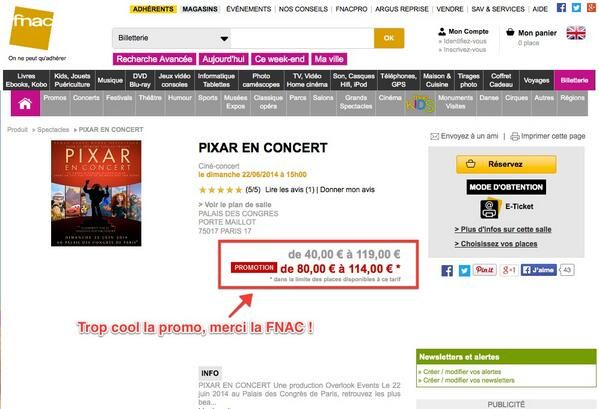 fnac
On ne peut qu'adhérer
ADHÉRENTS MAGASINS ÉVÉNEMENTS NOS CONSEILS FNACPRO ARGUS REPRISE VENDRE SAV & SERVICES AIDE
Billetterie OK
Recherche Avancée Aujourd'hui Ce week-end Ma ville
Mon Compte
› Identifiez-vous
› Inscrivez-vous
Mon panier
0 place
Livres Ebooks, Kobo
Kids, Jouets Puériculture
Musique
DVD Blu-ray
Jeux vidéo consoles
Informatique Tablettes
Photo caméscopes
TV, Vidéo Home cinéma
Son, Casques Hifi, iPod
Téléphones, GPS
Maison & Cuisine
Tirages photo
Coffret Cadeau
Voyages
Billetterie
Promos Concerts Festivals Théâtre Humour Sports Musées Expos Classique opéra Parcs Salons Grands Spectacles Cinéma KIDS Monuments Visites Danse Cirques Autres Régions
Produit > Spectacles > PIXAR EN CONCERT
Envoyez à un ami | Imprimer cette page
PIXAR
EN CONCERT
DIMANCHE 22 JUIN 2014
AU PALAIS DES CONGRÈS DE PARIS
PIXAR EN CONCERT
Ciné-concert
le dimanche 22/06/2014 à 15h00
(5/5) Lire les avis (1) | Donner mon avis
> Voir le plan de salle
PALAIS DES CONGRES
PORTE MAILLOT
75017 PARIS 17
de 40,00 € à 119,00 €
PROMOTION de 80,00 € à 114,00 € *
* dans la limite des places disponibles à ce tarif
Trop cool la promo, merci la FNAC !
Réservez
MODE D'OBTENTION
E-Ticket
> Plus d'infos sur cette salle
> Choisissez vos places
Pin it +1 J'aime 43
INFO
PIXAR EN CONCERT Une production Overlook Events Le 22
juin 2014 au Palais des Congrès de Paris, retrouvez les plus
bea...
Newsletters et alertes
» Créer / modifier vos alertes
» Créer / modifier vos newsletters
PUBLICITÉ